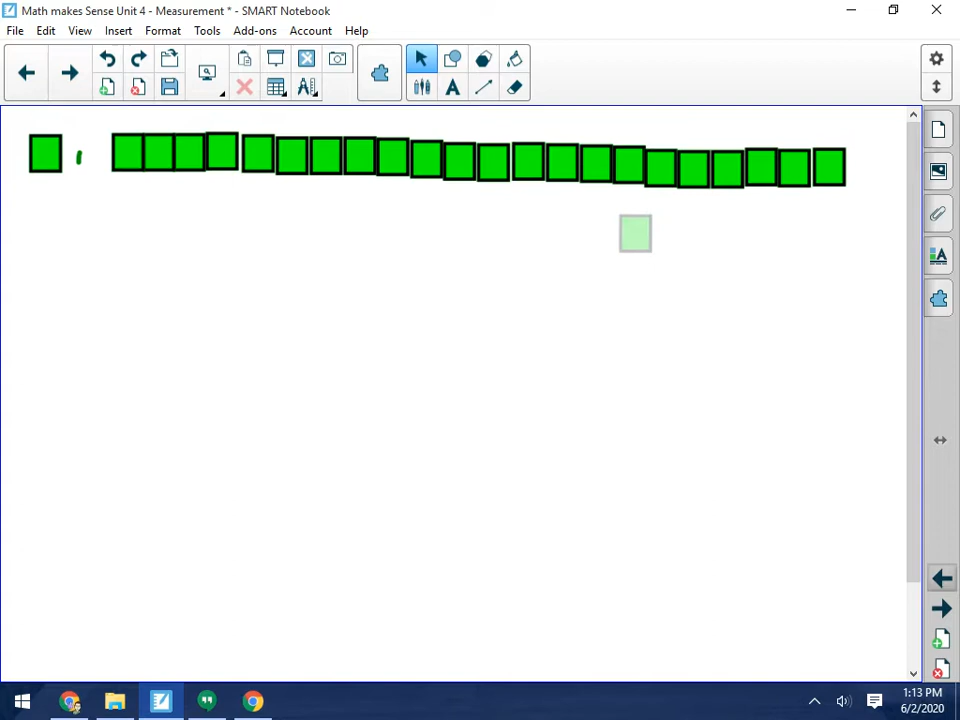 Math makes Sense Unit 4 - Measurement * - SMART Notebook
File Edit View Insert Format Tools Add-ons Account Help
1:13 PM
6/2/2020